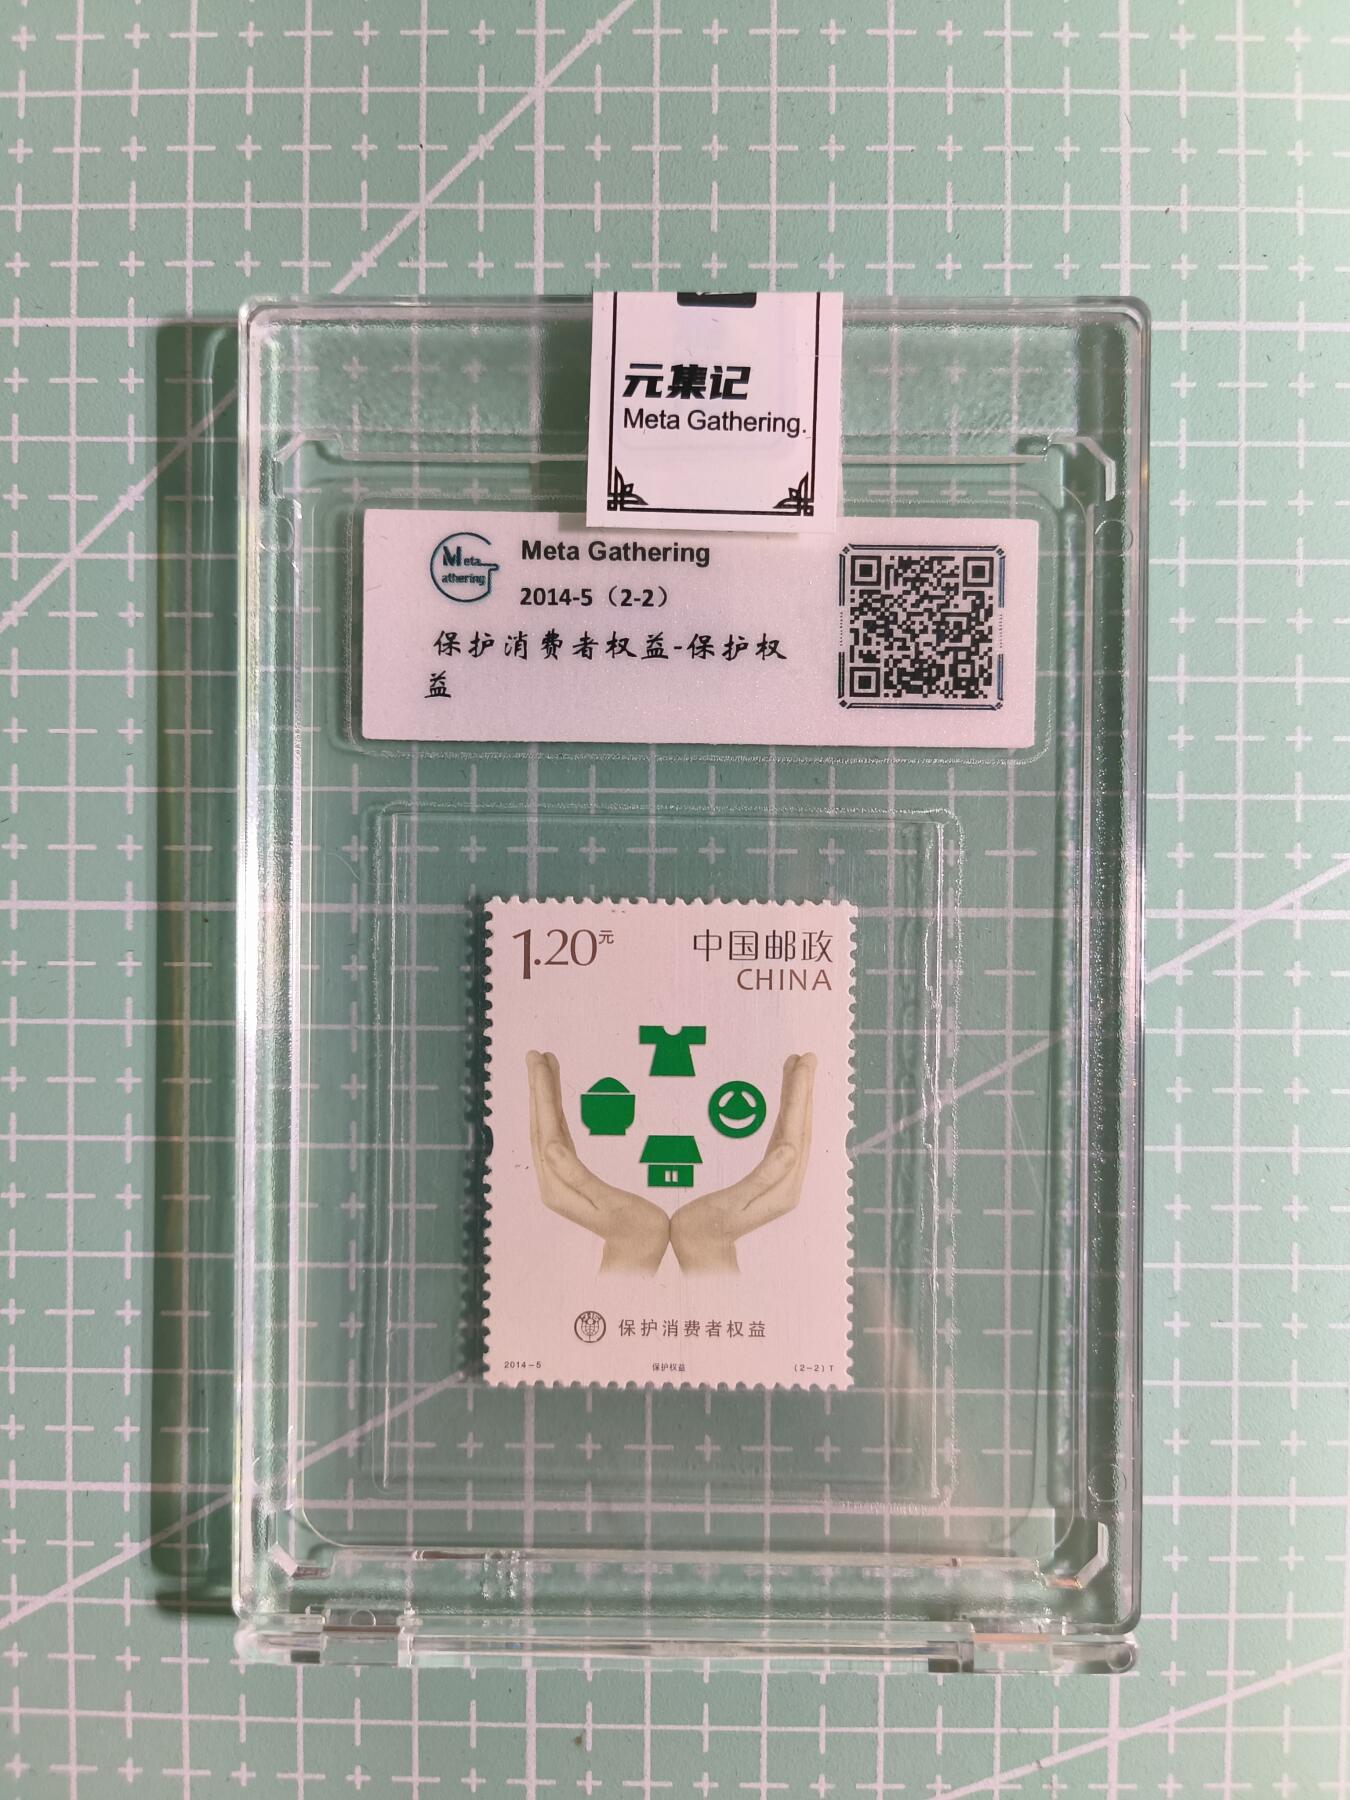 元集记
Meta Gathering.
Meta
athering
Meta Gathering
2014-5（2-2）
保护消费者权益-保护权
益
1.20元
中国邮政
CHINA
保护消费者权益
2014-5
保护权益
(2-2)T